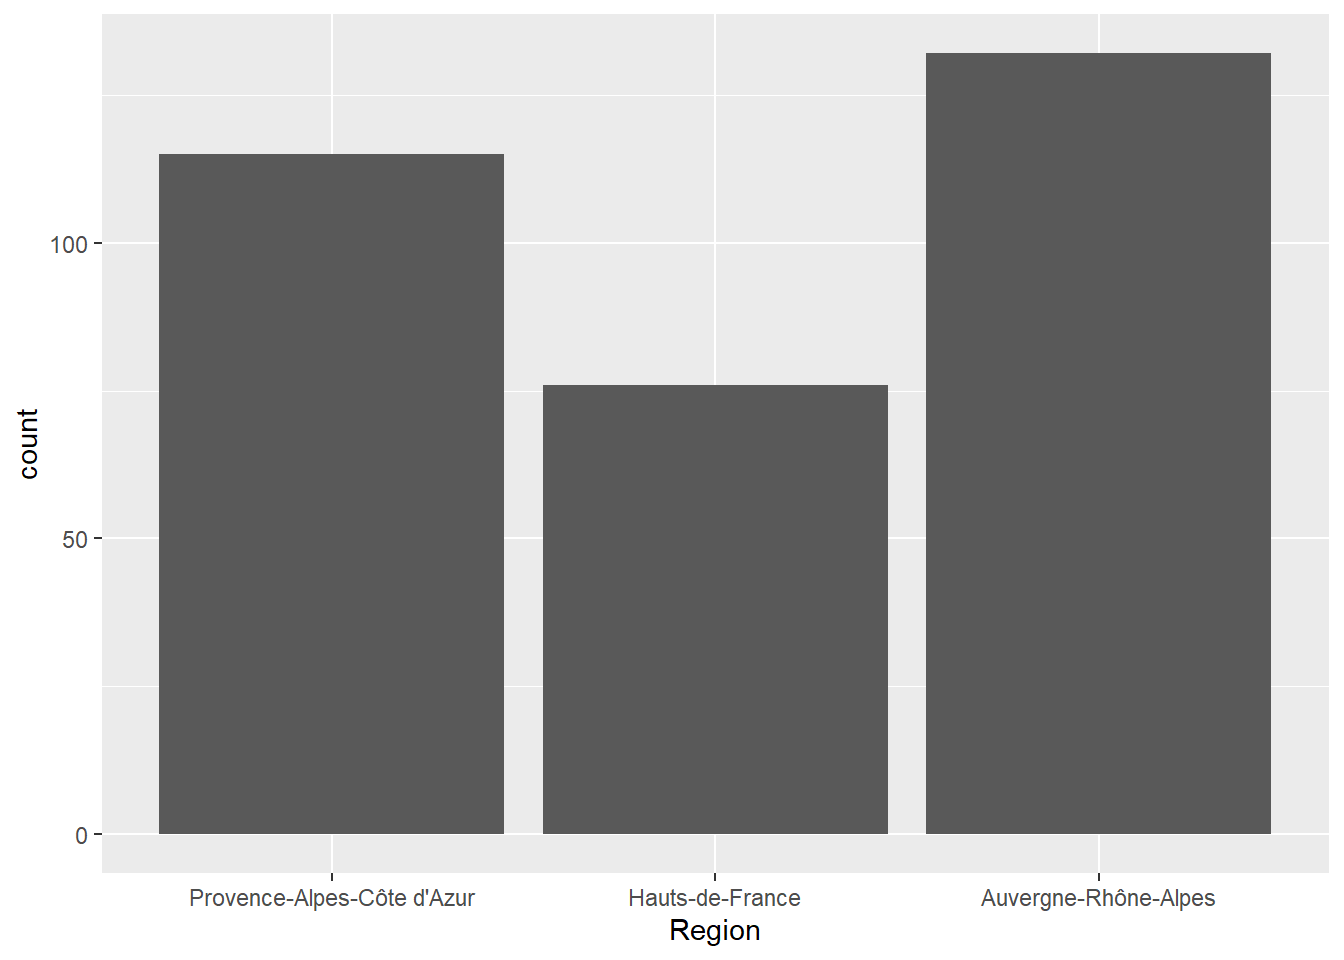 count
100
50
0
Provence-Alpes-Côte d'Azur
Hauts-de-France
Auvergne-Rhône-Alpes
Region